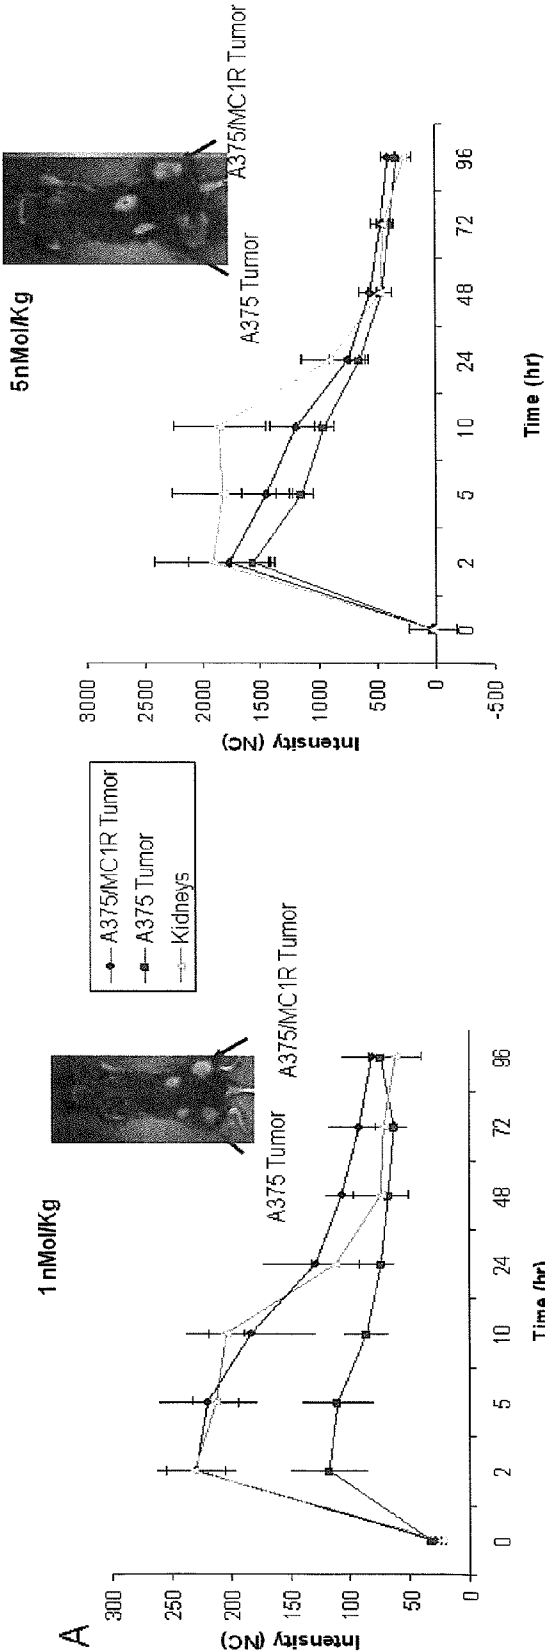 A
1 nMol/Kg
A375 Tumor
A375/MC1R Tumor
Intensity (NC)
300
250
200
150
100
50
0
0 2 5 10 24 48 72 96
Time (hr)
A375/MC1R Tumor
A375 Tumor
Kidneys
5nMol/Kg
A375 Tumor
A375/MC1R Tumor
Intensity (NC)
3000
2500
2000
1500
1000
500
0
-500
0 2 5 10 24 48 72 96
Time (hr)